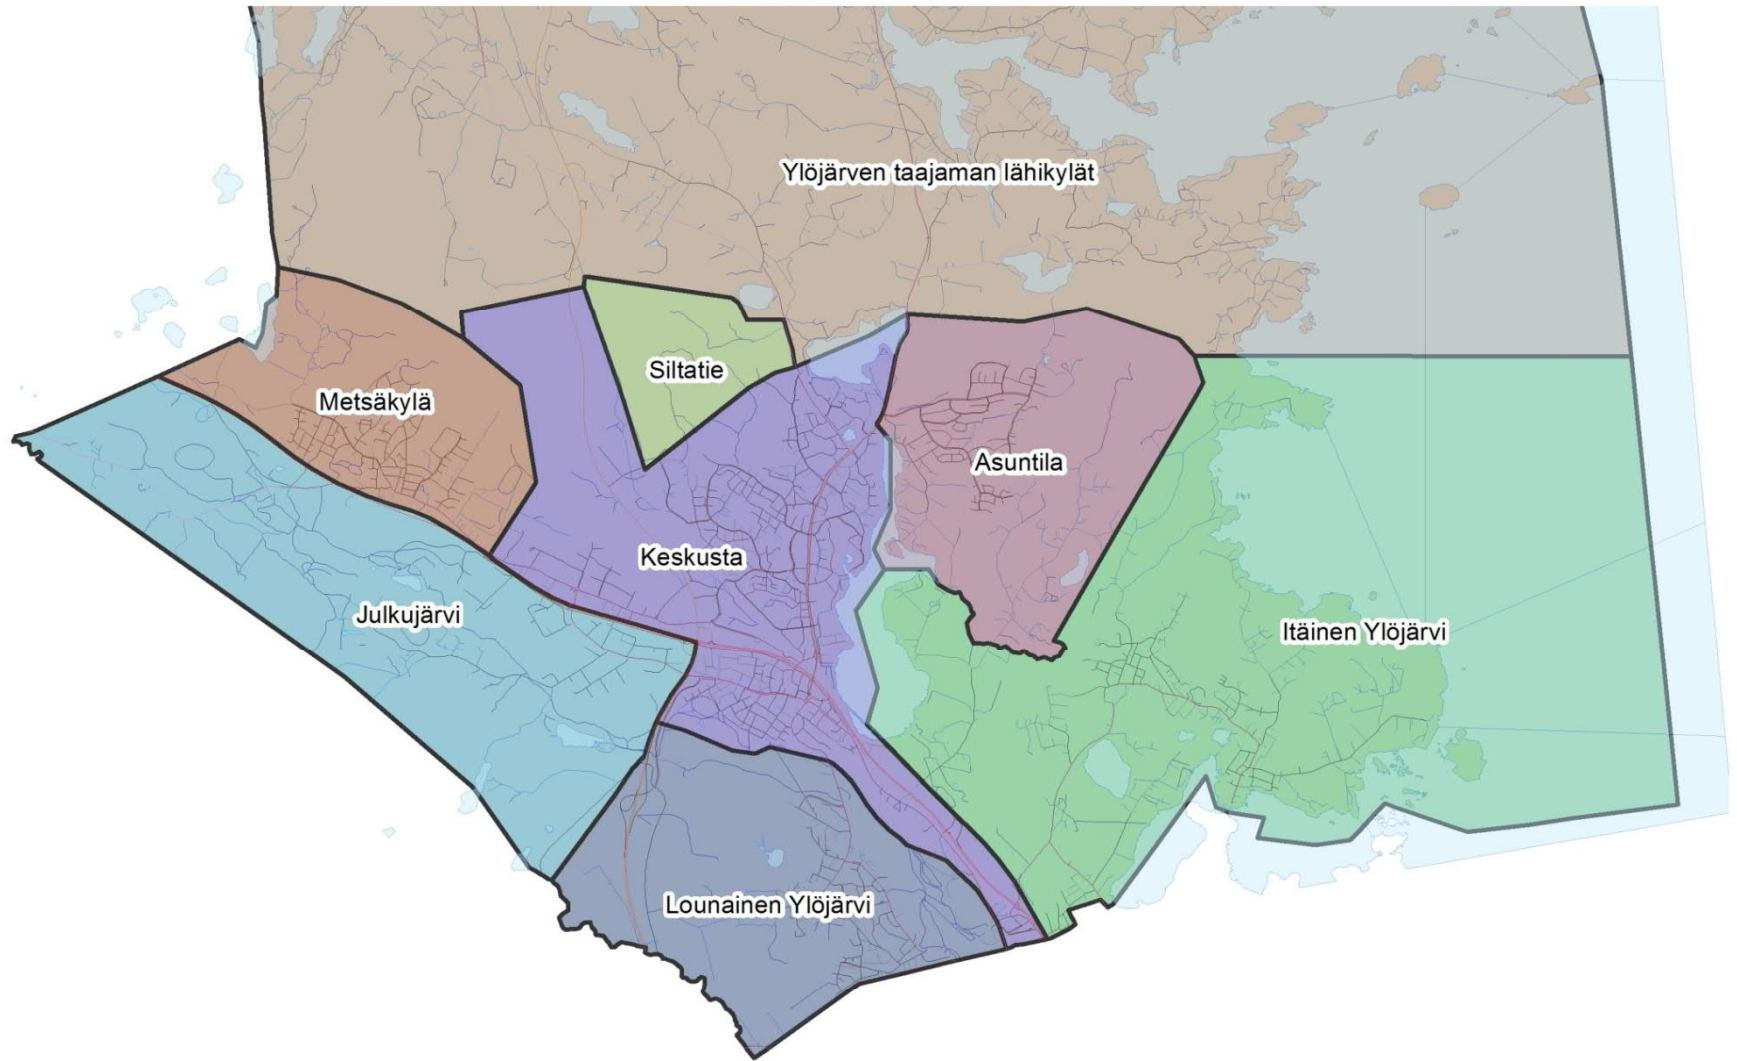 Ylöjärven taajaman lähikylät
Siltatie
Metsäkylä
Asuntila
Keskusta
Julkujärvi
Itäinen Ylöjärvi
Lounainen Ylöjärvi